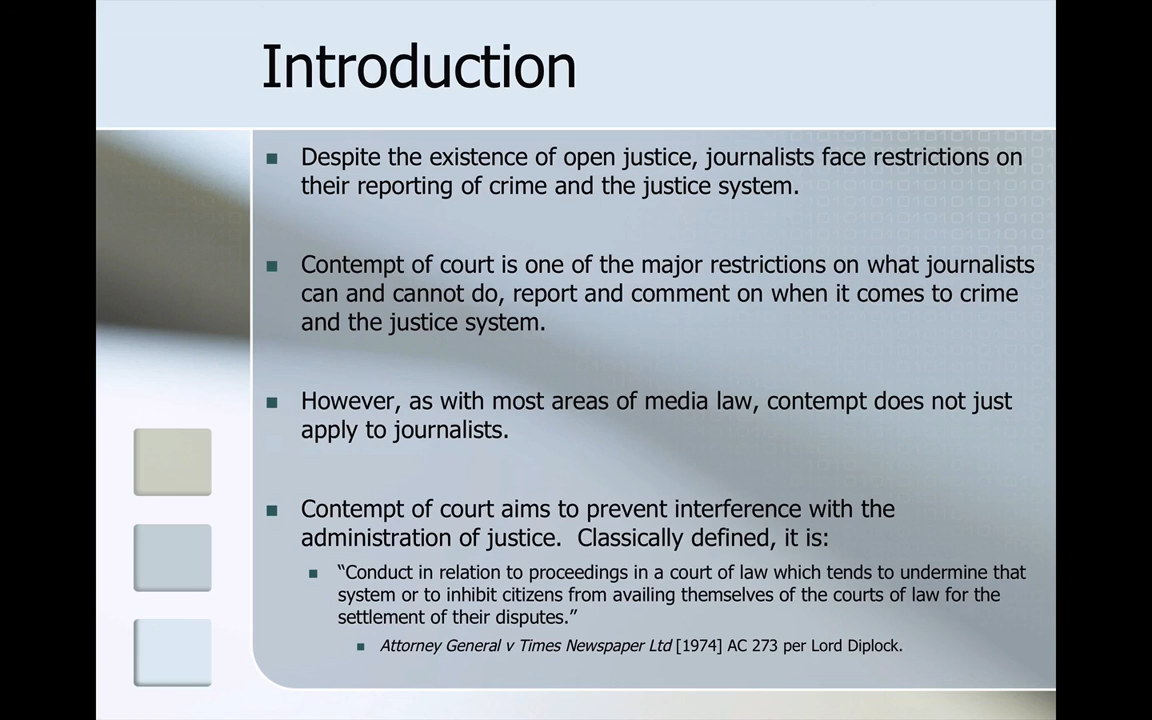 Introduction
Despite the existence of open justice, journalists face restrictions on
their reporting of crime and the justice system.
Contempt of court is one of the major restrictions on what journalists
can and cannot do, report and comment on when it comes to crime
and the justice system.
However, as with most areas of media law, contempt does not just
apply to journalists.
Contempt of court aims to prevent interference with the
administration of justice.  Classically defined, it is:
“Conduct in relation to proceedings in a court of law which tends to undermine that
system or to inhibit citizens from availing themselves of the courts of law for the
settlement of their disputes.”
Attorney General v Times Newspaper Ltd [1974] AC 273 per Lord Diplock.